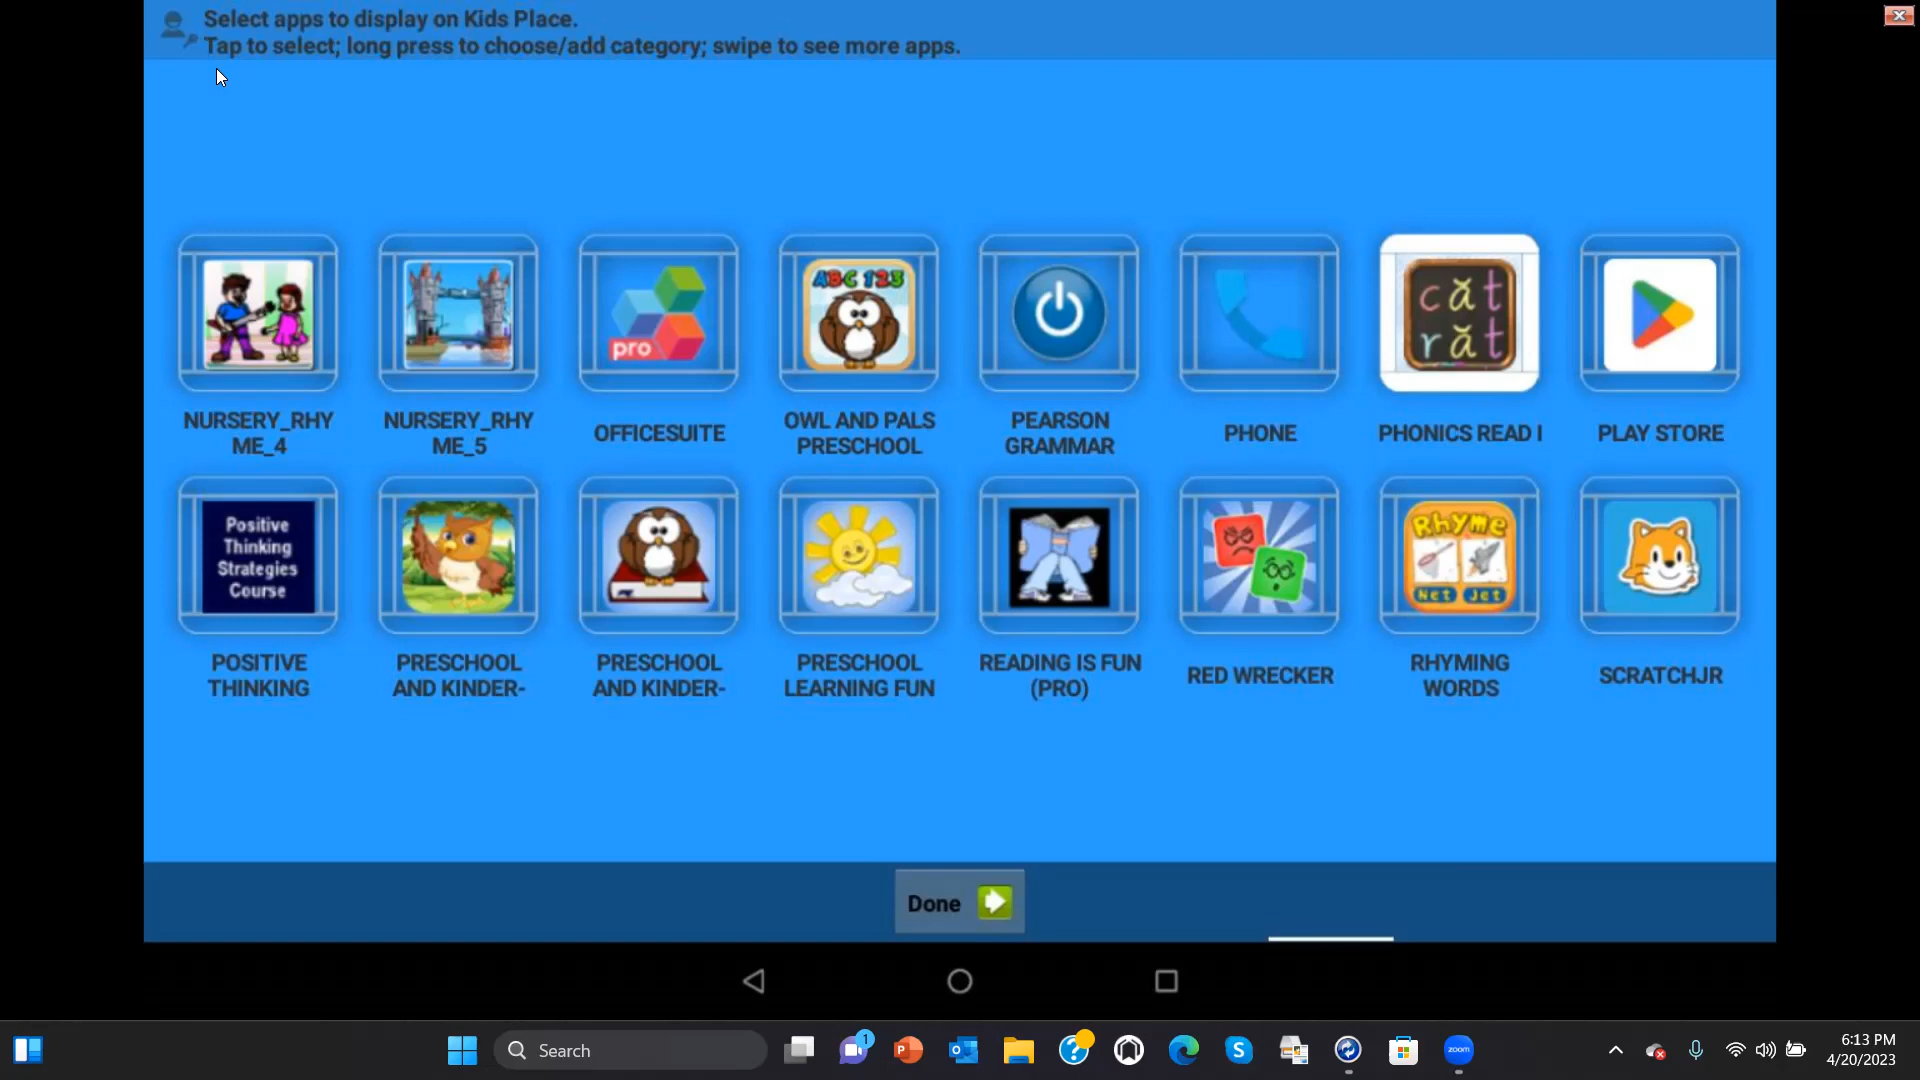 Select apps to display on Kids Place.
Tap to select; long press to choose/add category; swipe to see more apps.
pro
ABC 123
căt
răt
NURSERY_RHY
ME_4
NURSERY_RHY
ME_5
OFFICESUITE
OWL AND PALS
PRESCHOOL
PEARSON
GRAMMAR
PHONE
PHONICS READ I
PLAY STORE
Positive
Thinking
Strategies
Course
Rhyme
Net Jet
POSITIVE
THINKING
PRESCHOOL
AND KINDER-
PRESCHOOL
AND KINDER-
PRESCHOOL
LEARNING FUN
READING IS FUN
(PRO)
RED WRECKER
RHYMING
WORDS
SCRATCHJR
Done
Search
1
zoom
6:13 PM
4/20/2023